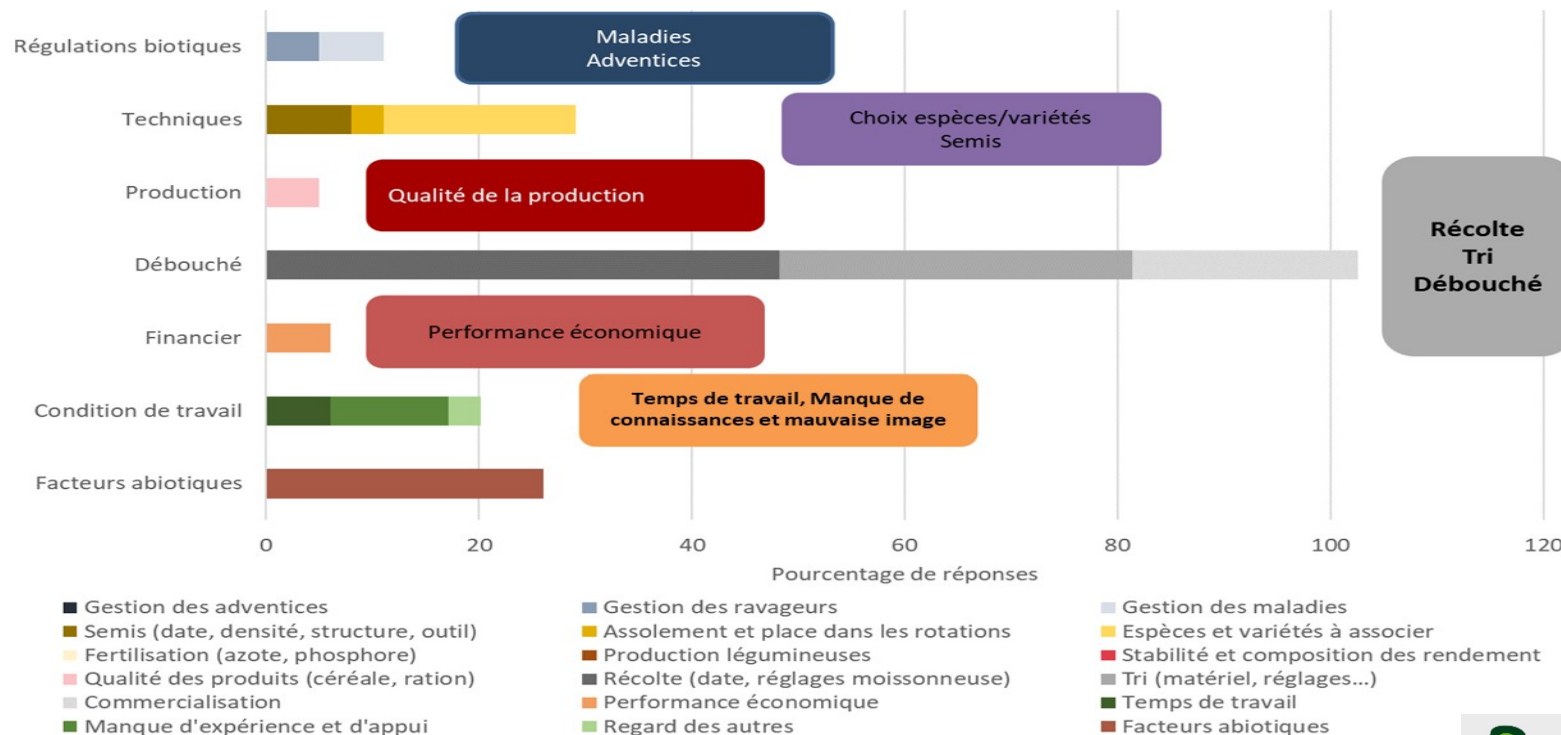 Régulations biotiques
Maladies
Adventices
Techniques
Choix espèces/variétés
Semis
Production
Qualité de la production
Débouché
Récolte
Tri
Débouché
Financier
Performance économique
Condition de travail
Temps de travail, Manque de
connaissances et mauvaise image
Facteurs abiotiques
0 20 40 60 80 100 120
Pourcentage de réponses
Gestion des adventices
Gestion des ravageurs
Gestion des maladies
Semis (date, densité, structure, outil)
Assolement et place dans les rotations
Espèces et variétés à associer
Fertilisation (azote, phosphore)
Production légumineuses
Stabilité et composition des rendement
Qualité des produits (céréale, ration)
Récolte (date, réglages moissonneuse)
Tri (matériel, réglages...)
Commercialisation
Performance économique
Temps de travail
Manque d'expérience et d'appui
Regard des autres
Facteurs abiotiques